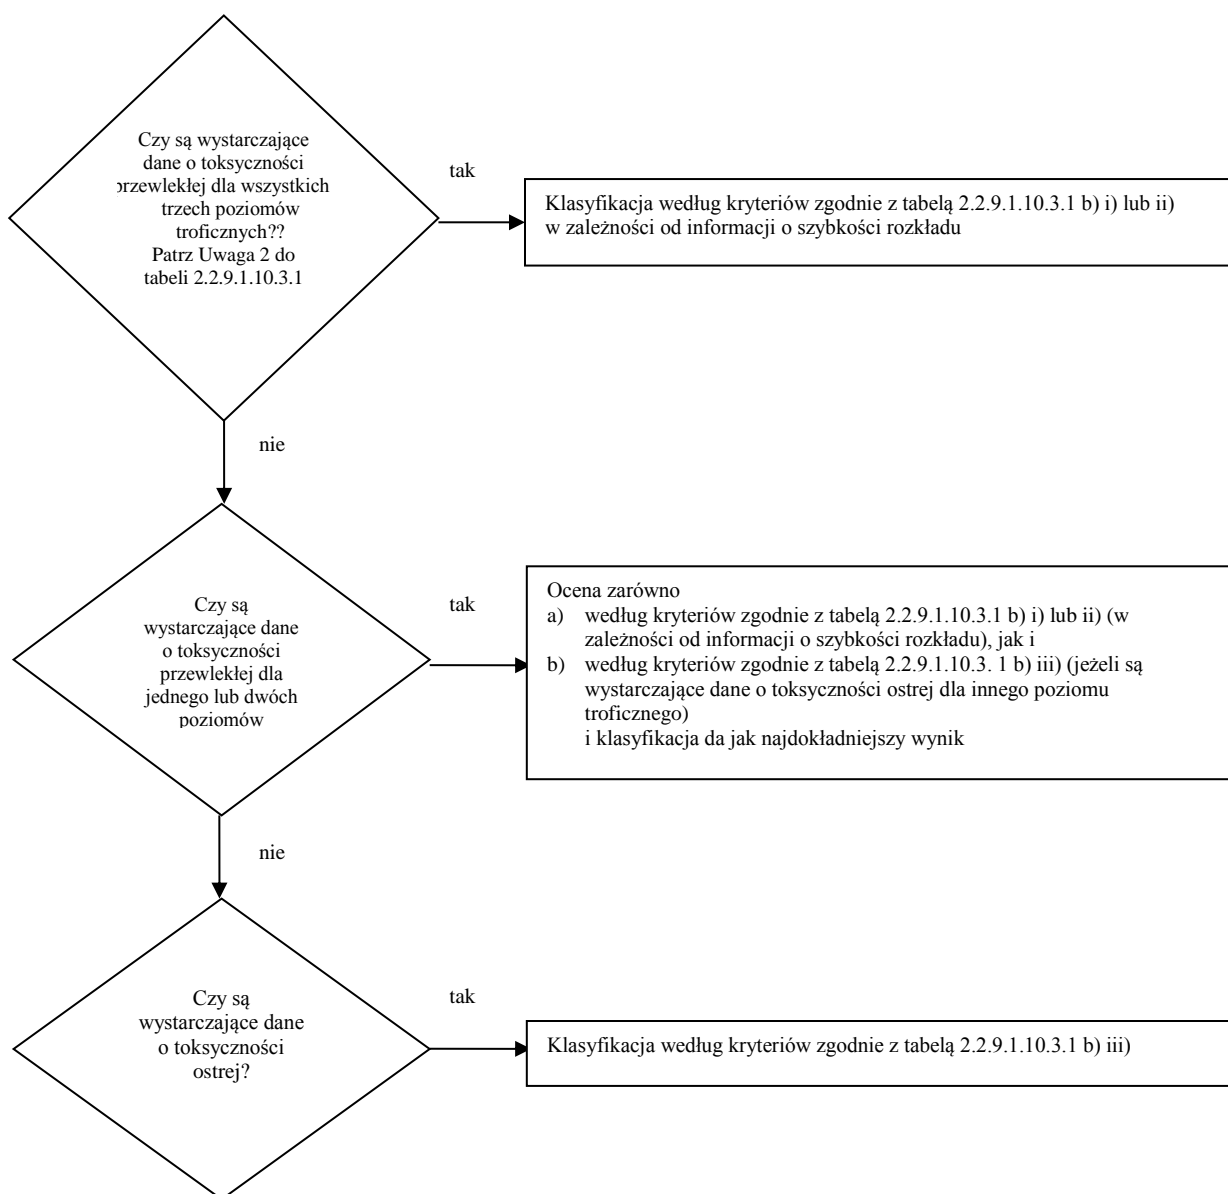 Czy są wystarczające
dane o toksyczności
przewlekłej dla wszystkich
trzech poziomów
troficznych??
Patrz Uwaga 2 do
tabeli 2.2.9.1.10.3.1
tak
Klasyfikacja według kryteriów zgodnie z tabelą 2.2.9.1.10.3.1 b) i) lub ii)
w zależności od informacji o szybkości rozkładu
nie
Czy są
wystarczające dane
o toksyczności
przewlekłej dla
jednego lub dwóch
poziomów
tak
Ocena zarówno
a) według kryteriów zgodnie z tabelą 2.2.9.1.10.3.1 b) i) lub ii) (w
zależności od informacji o szybkości rozkładu), jak i
b) według kryteriów zgodnie z tabelą 2.2.9.1.10.3. 1 b) iii) (jeżeli są
wystarczające dane o toksyczności ostrej dla innego poziomu
troficznego)
i klasyfikacja da jak najdokładniejszy wynik
nie
Czy są
wystarczające dane
o toksyczności
ostrej?
tak
Klasyfikacja według kryteriów zgodnie z tabelą 2.2.9.1.10.3.1 b) iii)